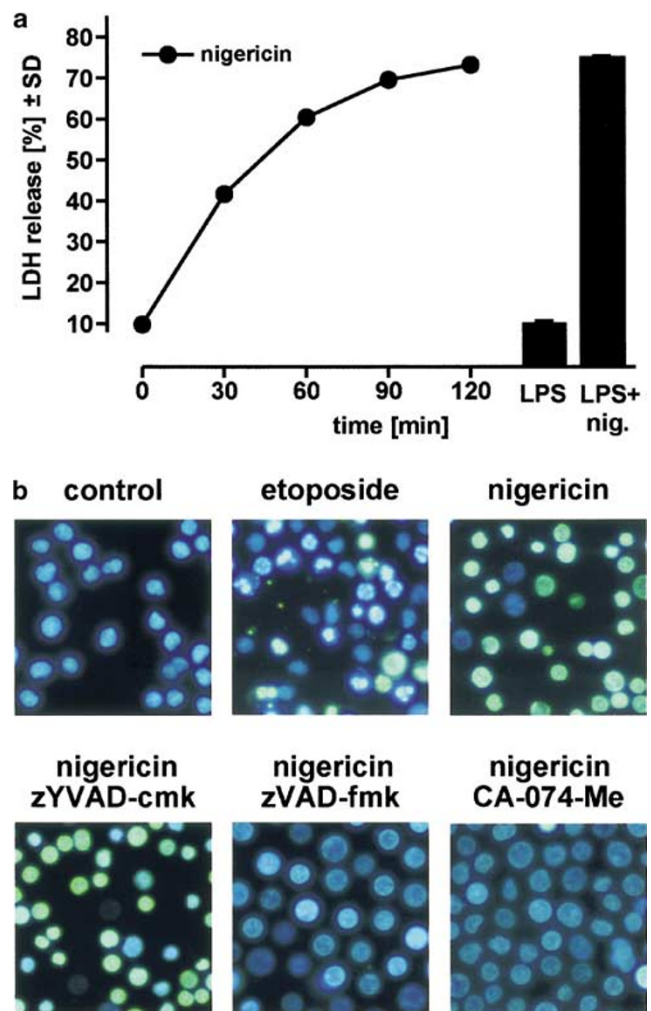 a
80
70
60
50
40
30
20
10
LDH release [%] ± SD
nigericin
0 30 60 90 120 LPS LPS+
time [min] nig.
b control etoposide nigericin
nigericin nigericin nigericin
zYVAD-cmk zVAD-fmk CA-074-Me